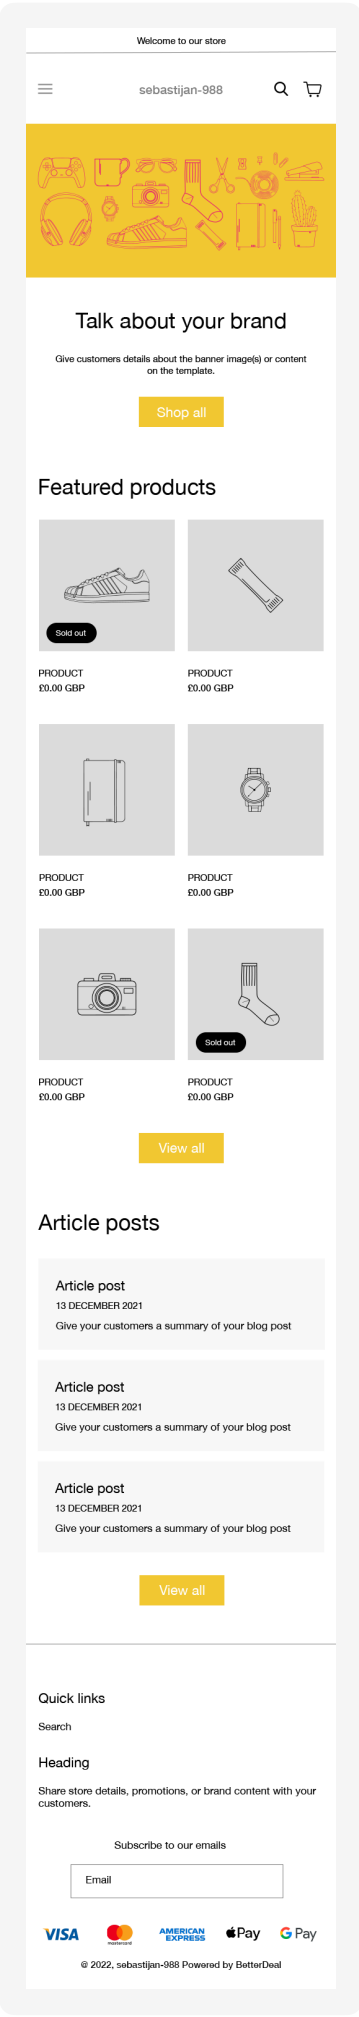 Welcome to our store
sebastijan-988
Talk about your brand
Give customers details about the banner image(s) or content
on the template.
Shop all
Featured products
Sold out
PRODUCT
£0.00 GBP
PRODUCT
£0.00 GBP
PRODUCT
£0.00 GBP
PRODUCT
£0.00 GBP
Sold out
PRODUCT
£0.00 GBP
PRODUCT
£0.00 GBP
View all
Article posts
Article post
13 DECEMBER 2021
Give your customers a summary of your blog post
Article post
13 DECEMBER 2021
Give your customers a summary of your blog post
Article post
13 DECEMBER 2021
Give your customers a summary of your blog post
View all
Quick links
Search
Heading
Share store details, promotions, or brand content with your
customers.
Subscribe to our emails
Email
VISA
mastercard
AMERICAN
EXPRESS
Pay
G Pay
© 2022, sebastijan-988 Powered by BetterDeal